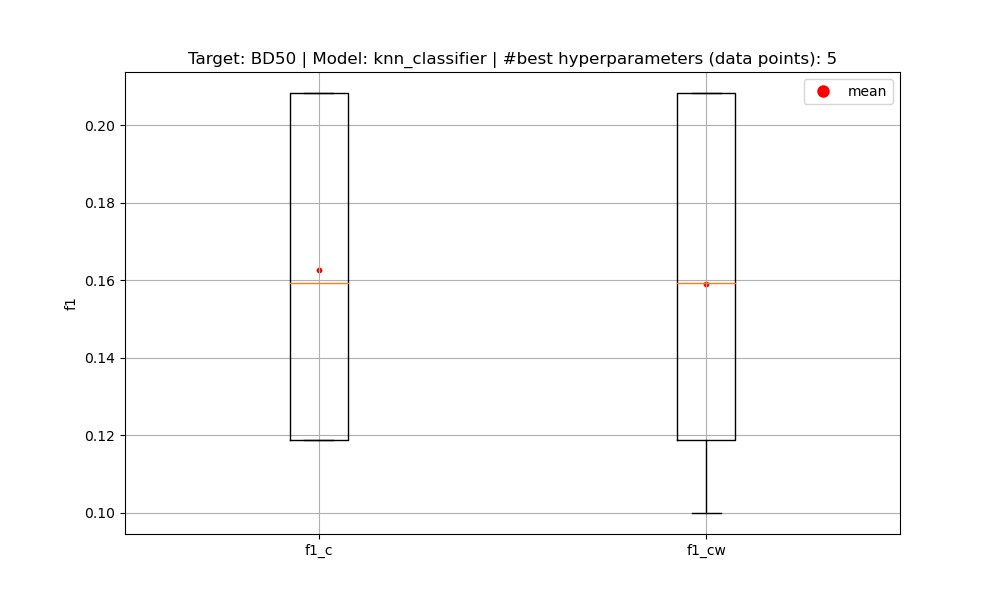 Target: BD50 | Model: knn_classifier | #best hyperparameters (data points): 5
mean
0.20
0.18
0.16
0.14
0.12
0.10
f1
f1_c
f1_cw